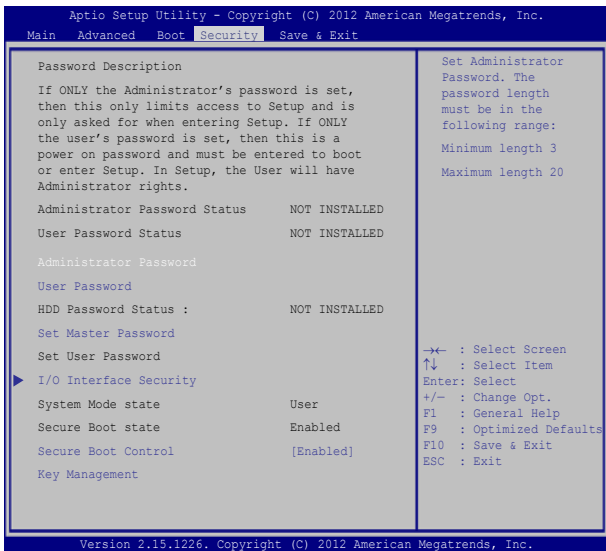 Aptio Setup Utility - Copyright (C) 2012 American Megatrends, Inc.
Main Advanced Boot Security Save & Exit
Password Description
If ONLY the Administrator's password is set,
then this only limits access to Setup and is
only asked for when entering Setup. If ONLY
the user's password is set, then this is a
power on password and must be entered to boot
or enter Setup. In Setup, the User will have
Administrator rights.
Administrator Password Status NOT INSTALLED
User Password Status NOT INSTALLED
Administrator Password
User Password
HDD Password Status : NOT INSTALLED
Set Master Password
Set User Password
I/O Interface Security
System Mode state User
Secure Boot state Enabled
Secure Boot Control [Enabled]
Key Management
Set Administrator
Password. The
password length
must be in the
following range:
Minimum length 3
Maximum length 20
→← : Select Screen
↑↓ : Select Item
Enter: Select
+/— : Change Opt.
F1 : General Help
F9 : Optimized Defaults
F10 : Save & Exit
ESC : Exit
Version 2.15.1226. Copyright (C) 2012 American Megatrends, Inc.